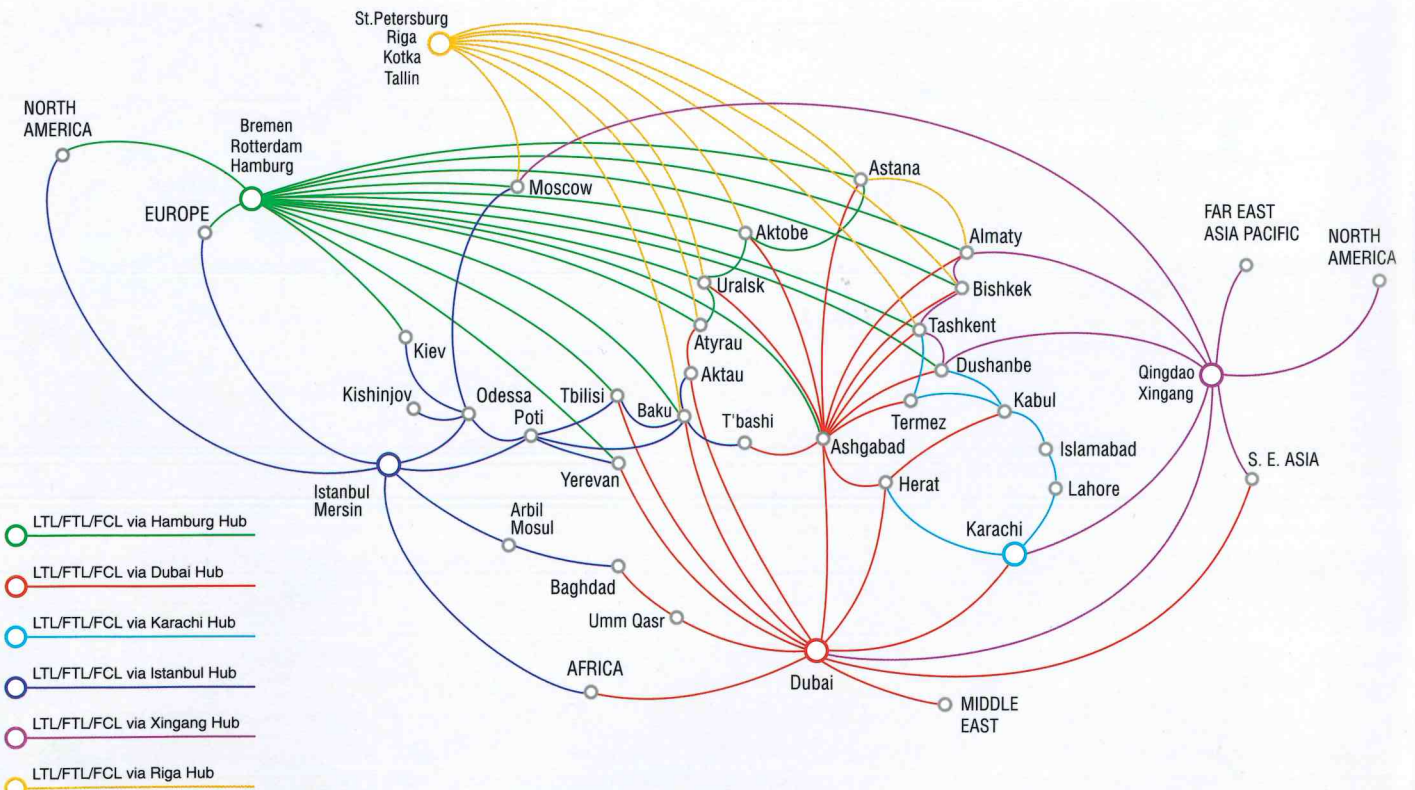 St.Petersburg
Riga
Kotka
Tallin
NORTH
AMERICA
Bremen
Rotterdam
Hamburg
EUROPE
Moscow
Astana
Aktobe
Almaty
FAR EAST
ASIA PACIFIC
NORTH
AMERICA
Uralsk
Bishkek
Atyrau
Tashkent
Kiev
Aktau
Dushanbe
Qingdao
Xingang
Kishinjov
Odessa
Poti
Tbilisi
Baku
T'bashi
Termez
Kabul
Ashgabad
Islamabad
Istanbul
Mersin
Yerevan
Herat
Lahore
S. E. ASIA
Arbil
Mosul
Karachi
Baghdad
Umm Qasr
AFRICA
Dubai
MIDDLE
EAST
LTL/FTL/FCL via Hamburg Hub
LTL/FTL/FCL via Dubai Hub
LTL/FTL/FCL via Karachi Hub
LTL/FTL/FCL via Istanbul Hub
LTL/FTL/FCL via Xingang Hub
LTL/FTL/FCL via Riga Hub